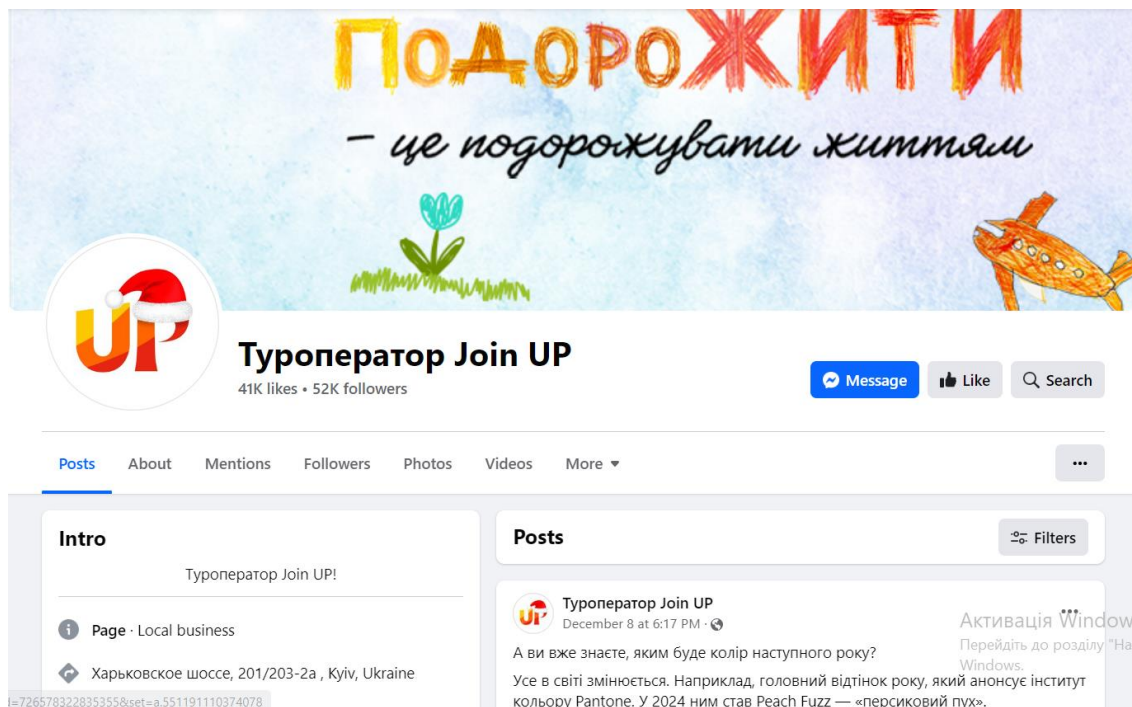 ПОДОРОЖИТИ
– це подорожувати життям
UP
Туроператор Join UP
41K likes • 52K followers
Message
Like
Search
Posts
About
Mentions
Followers
Photos
Videos
More
Intro
Туроператор Join UP!
Page · Local business
Харьковское шоссе, 201/203-2а , Kyiv, Ukraine
Posts
Filters
UP
Туроператор Join UP
December 8 at 6:17 PM ·
А ви вже знаєте, яким буде колір наступного року?
Усе в світі змінюється. Наприклад, головний відтінок року, який анонсує інститут
кольору Pantone. У 2024 ним став Peach Fuzz — «персиковий пух».
Активація Window
Перейдіть до розділу "На
Windows.
=7265783228353558&set=a.551191110374078